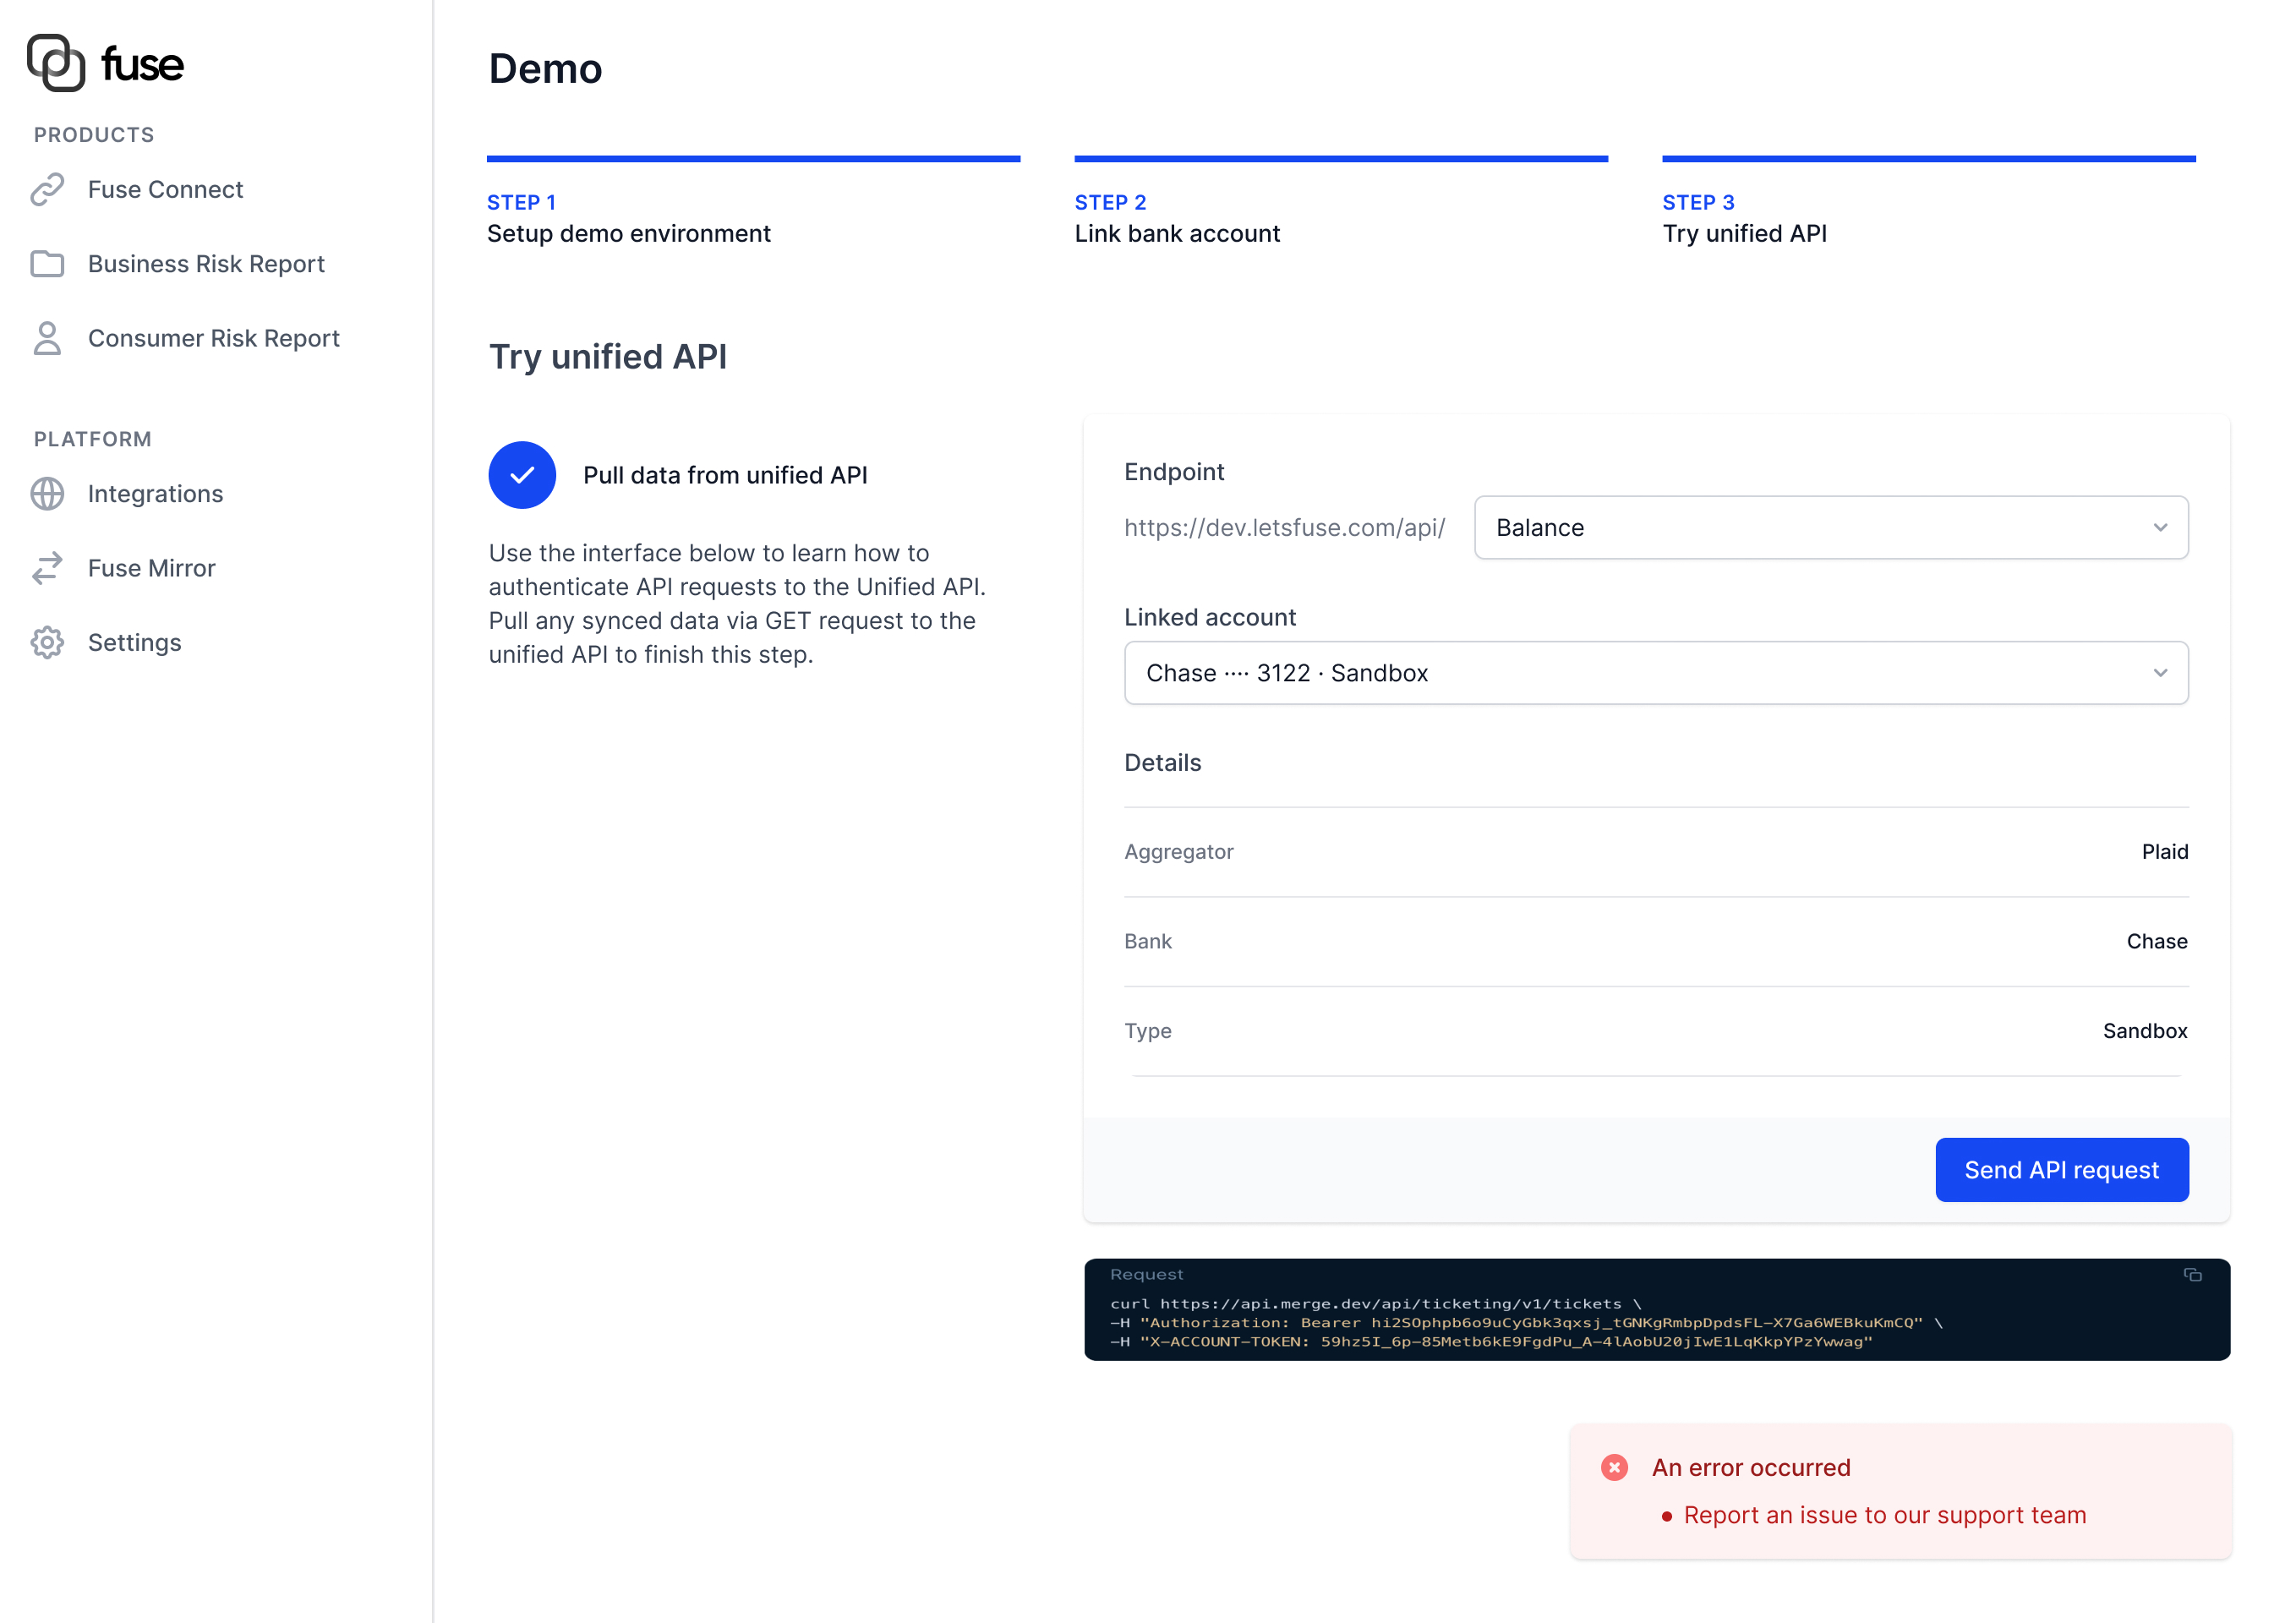 fuse
PRODUCTS
Fuse Connect
Business Risk Report
Consumer Risk Report
PLATFORM
Integrations
Fuse Mirror
Settings
Demo
STEP 1
Setup demo environment
STEP 2
Link bank account
STEP 3
Try unified API
Try unified API
Pull data from unified API
Use the interface below to learn how to
authenticate API requests to the Unified API.
Pull any synced data via GET request to the
unified API to finish this step.
Endpoint
https://dev.letsfuse.com/api/ Balance
Linked account
Chase ···· 3122 · Sandbox
Details
Aggregator Plaid
Bank Chase
Type Sandbox
Send API request
Request
curl https://api.merge.dev/api/ticketing/v1/tickets \
-H "Authorization: Bearer hi2SOphpb6o9uCyGbk3qxsj_tGNKgRmbpDpdsFL-X7Ga6WEBkuKmCQ" \
-H "X-ACCOUNT-TOKEN: 59hz5I_6p-85Metb6kE9FgdPu_A-4lAobU20jIwE1LqKkpYPzYwwag"
An error occurred
• Report an issue to our support team